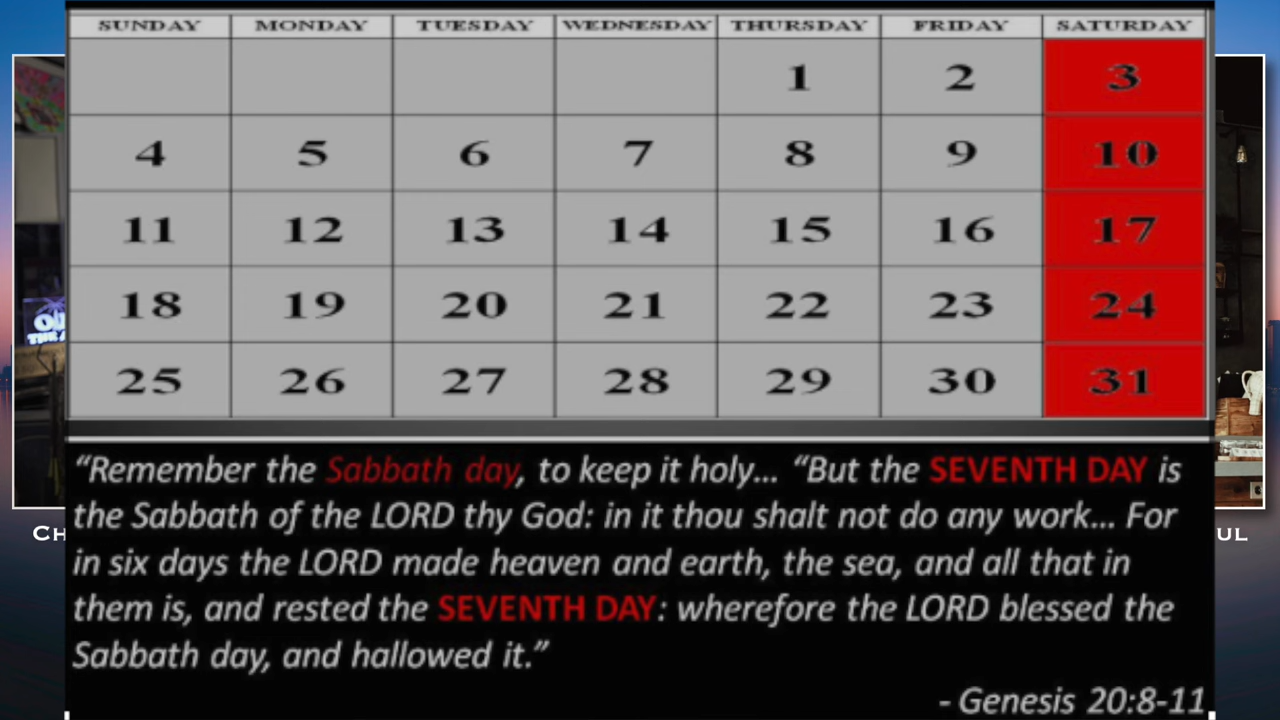 SUNDAY MONDAY TUESDAY WEDNESDAY THURSDAY FRIDAY SATURDAY
1 2 3
4 5 6 7 8 9 10
11 12 13 14 15 16 17
18 19 20 21 22 23 24
25 26 27 28 29 30 31
“Remember the Sabbath day, to keep it holy... “But the SEVENTH DAY is
the Sabbath of the LORD thy God: in it thou shalt not do any work... For
in six days the LORD made heaven and earth, the sea, and all that in
them is, and rested the SEVENTH DAY: wherefore the LORD blessed the
Sabbath day, and hallowed it.”
- Genesis 20:8-11